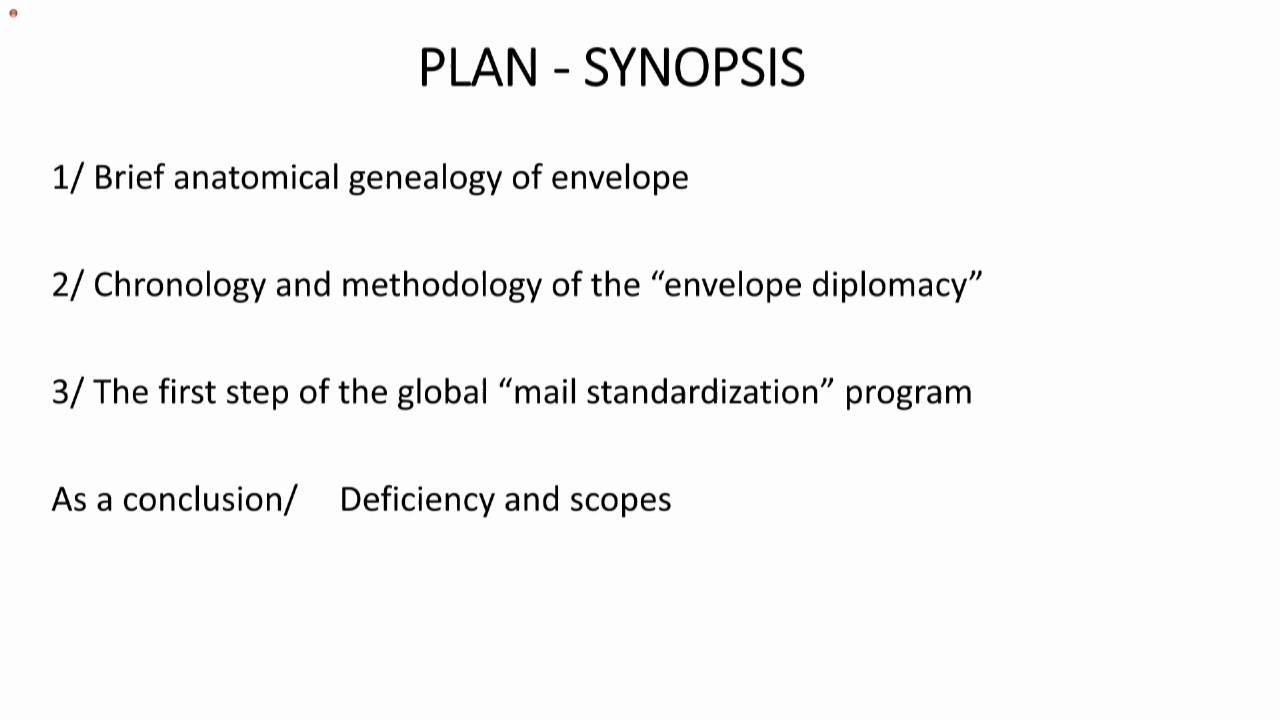 PLAN - SYNOPSIS
1/ Brief anatomical genealogy of envelope
2/ Chronology and methodology of the “envelope diplomacy”
3/ The first step of the global “mail standardization” program
As a conclusion/ Deficiency and scopes